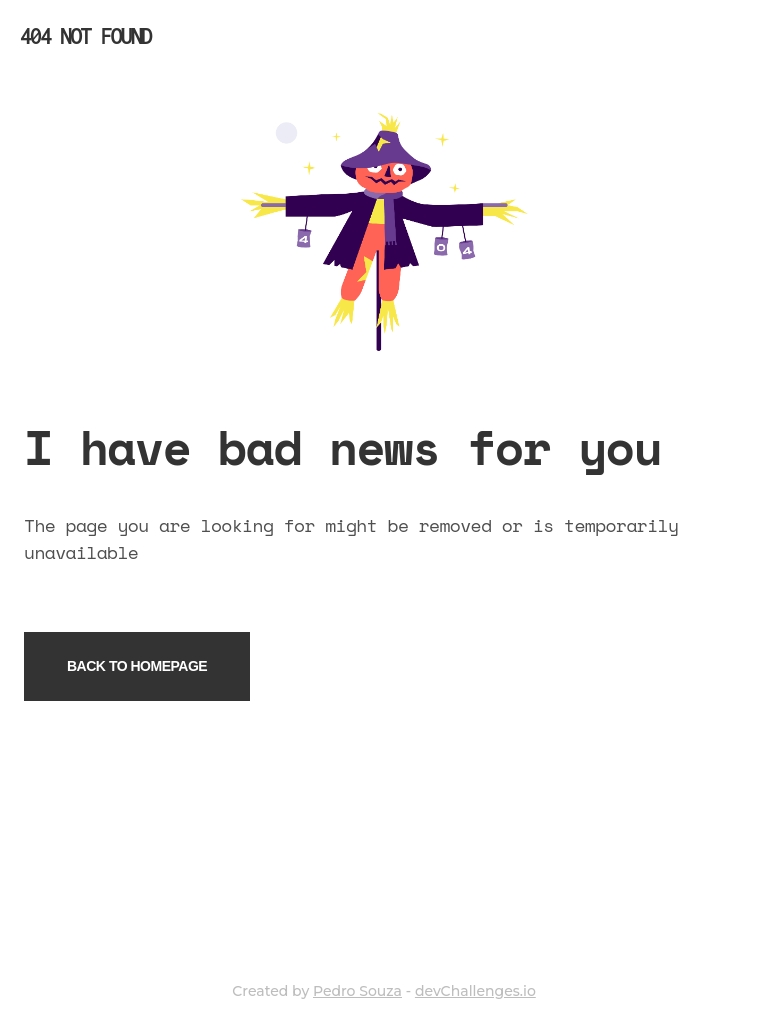 404 NOT FOUND
4
0
4
I have bad news for you
The page you are looking for might be removed or is temporarily
unavailable
BACK TO HOMEPAGE
Created by Pedro Souza - devChallenges.io